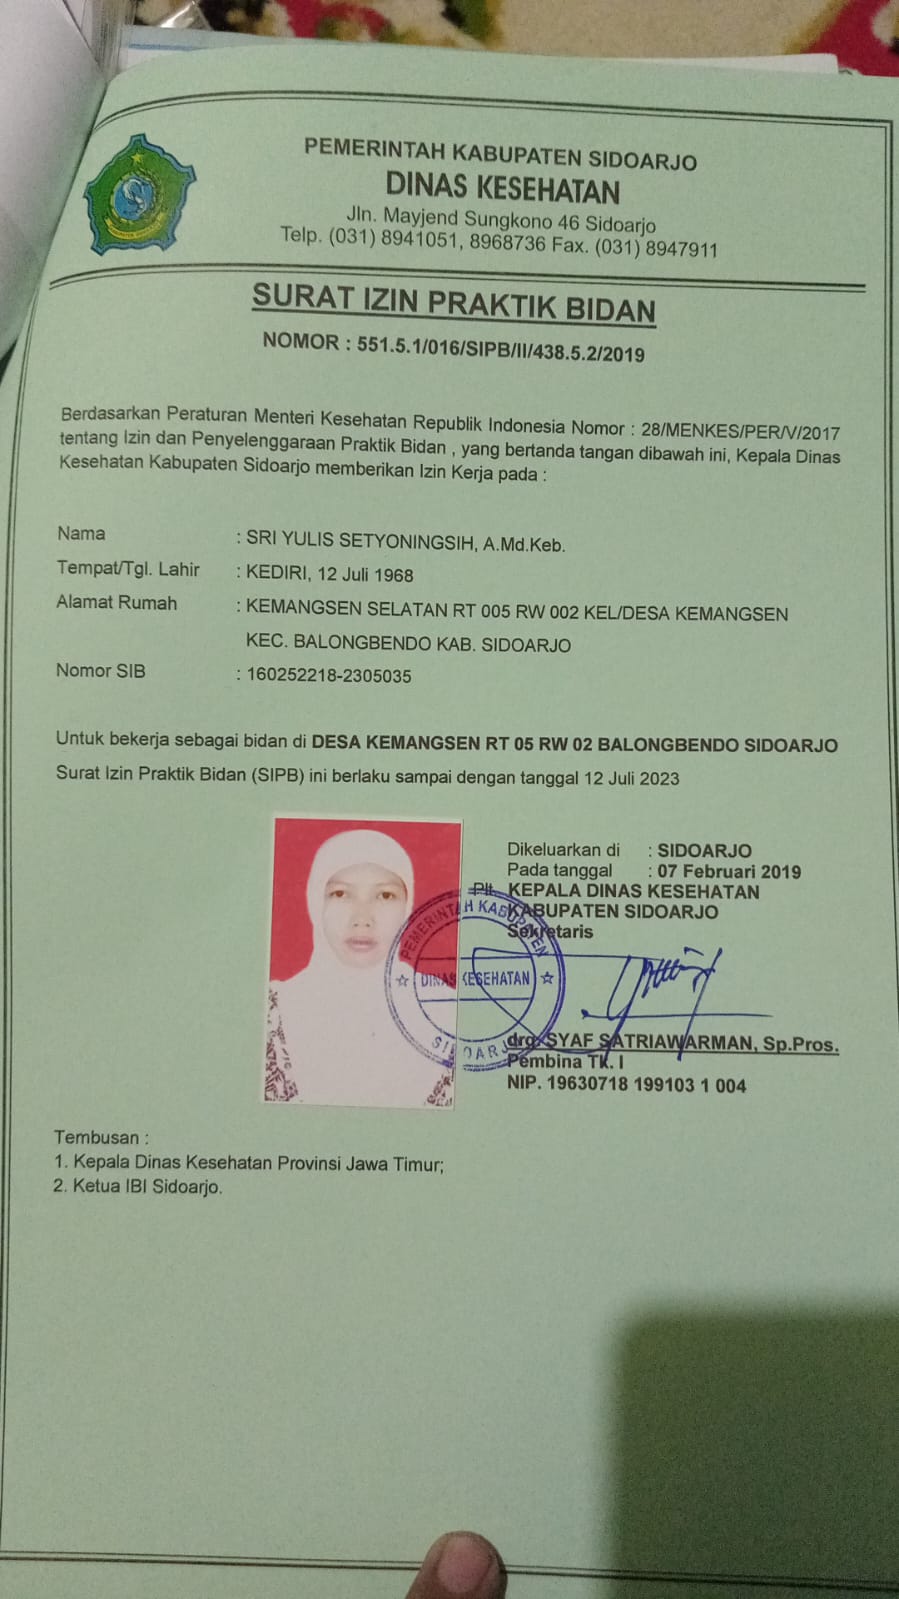 PEMERINTAH KABUPATEN SIDOARJO
DINAS KESEHATAN
Jln. Mayjend Sungkono 46 Sidoarjo
Telp. (031) 8941051, 8968736 Fax. (031) 8947911
SURAT IZIN PRAKTIK BIDAN
NOMOR : 551.5.1/016/SIPB/II/438.5.2/2019
Berdasarkan Peraturan Menteri Kesehatan Republik Indonesia Nomor : 28/MENKES/PER/V/2017
tentang Izin dan Penyelenggaraan Praktik Bidan , yang bertanda tangan dibawah ini, Kepala Dinas
Kesehatan Kabupaten Sidoarjo memberikan Izin Kerja pada :
Nama : SRI YULIS SETYONINGSIH, A.Md.Keb.
Tempat/Tgl. Lahir : KEDIRI, 12 Juli 1968
Alamat Rumah : KEMANGSEN SELATAN RT 005 RW 002 KEL/DESA KEMANGSEN
KEC. BALONGBENDO KAB. SIDOARJO
Nomor SIB : 160252218-2305035
Untuk bekerja sebagai bidan di DESA KEMANGSEN RT 05 RW 02 BALONGBENDO SIDOARJO
Surat Izin Praktik Bidan (SIPB) ini berlaku sampai dengan tanggal 12 Juli 2023
Dikeluarkan di : SIDOARJO
Pada tanggal : 07 Februari 2019
Plt. KEPALA DINAS KESEHATAN
KABUPATEN SIDOARJO
Sekretaris
PEMERINTAH KABUPATEN
DINAS KESEHATAN
SIDOARJO
drg. SYAF SATRIAWARMAN, Sp.Pros.
Pembina Tk. I
NIP. 19630718 199103 1 004
Tembusan :
1. Kepala Dinas Kesehatan Provinsi Jawa Timur;
2. Ketua IBI Sidoarjo.